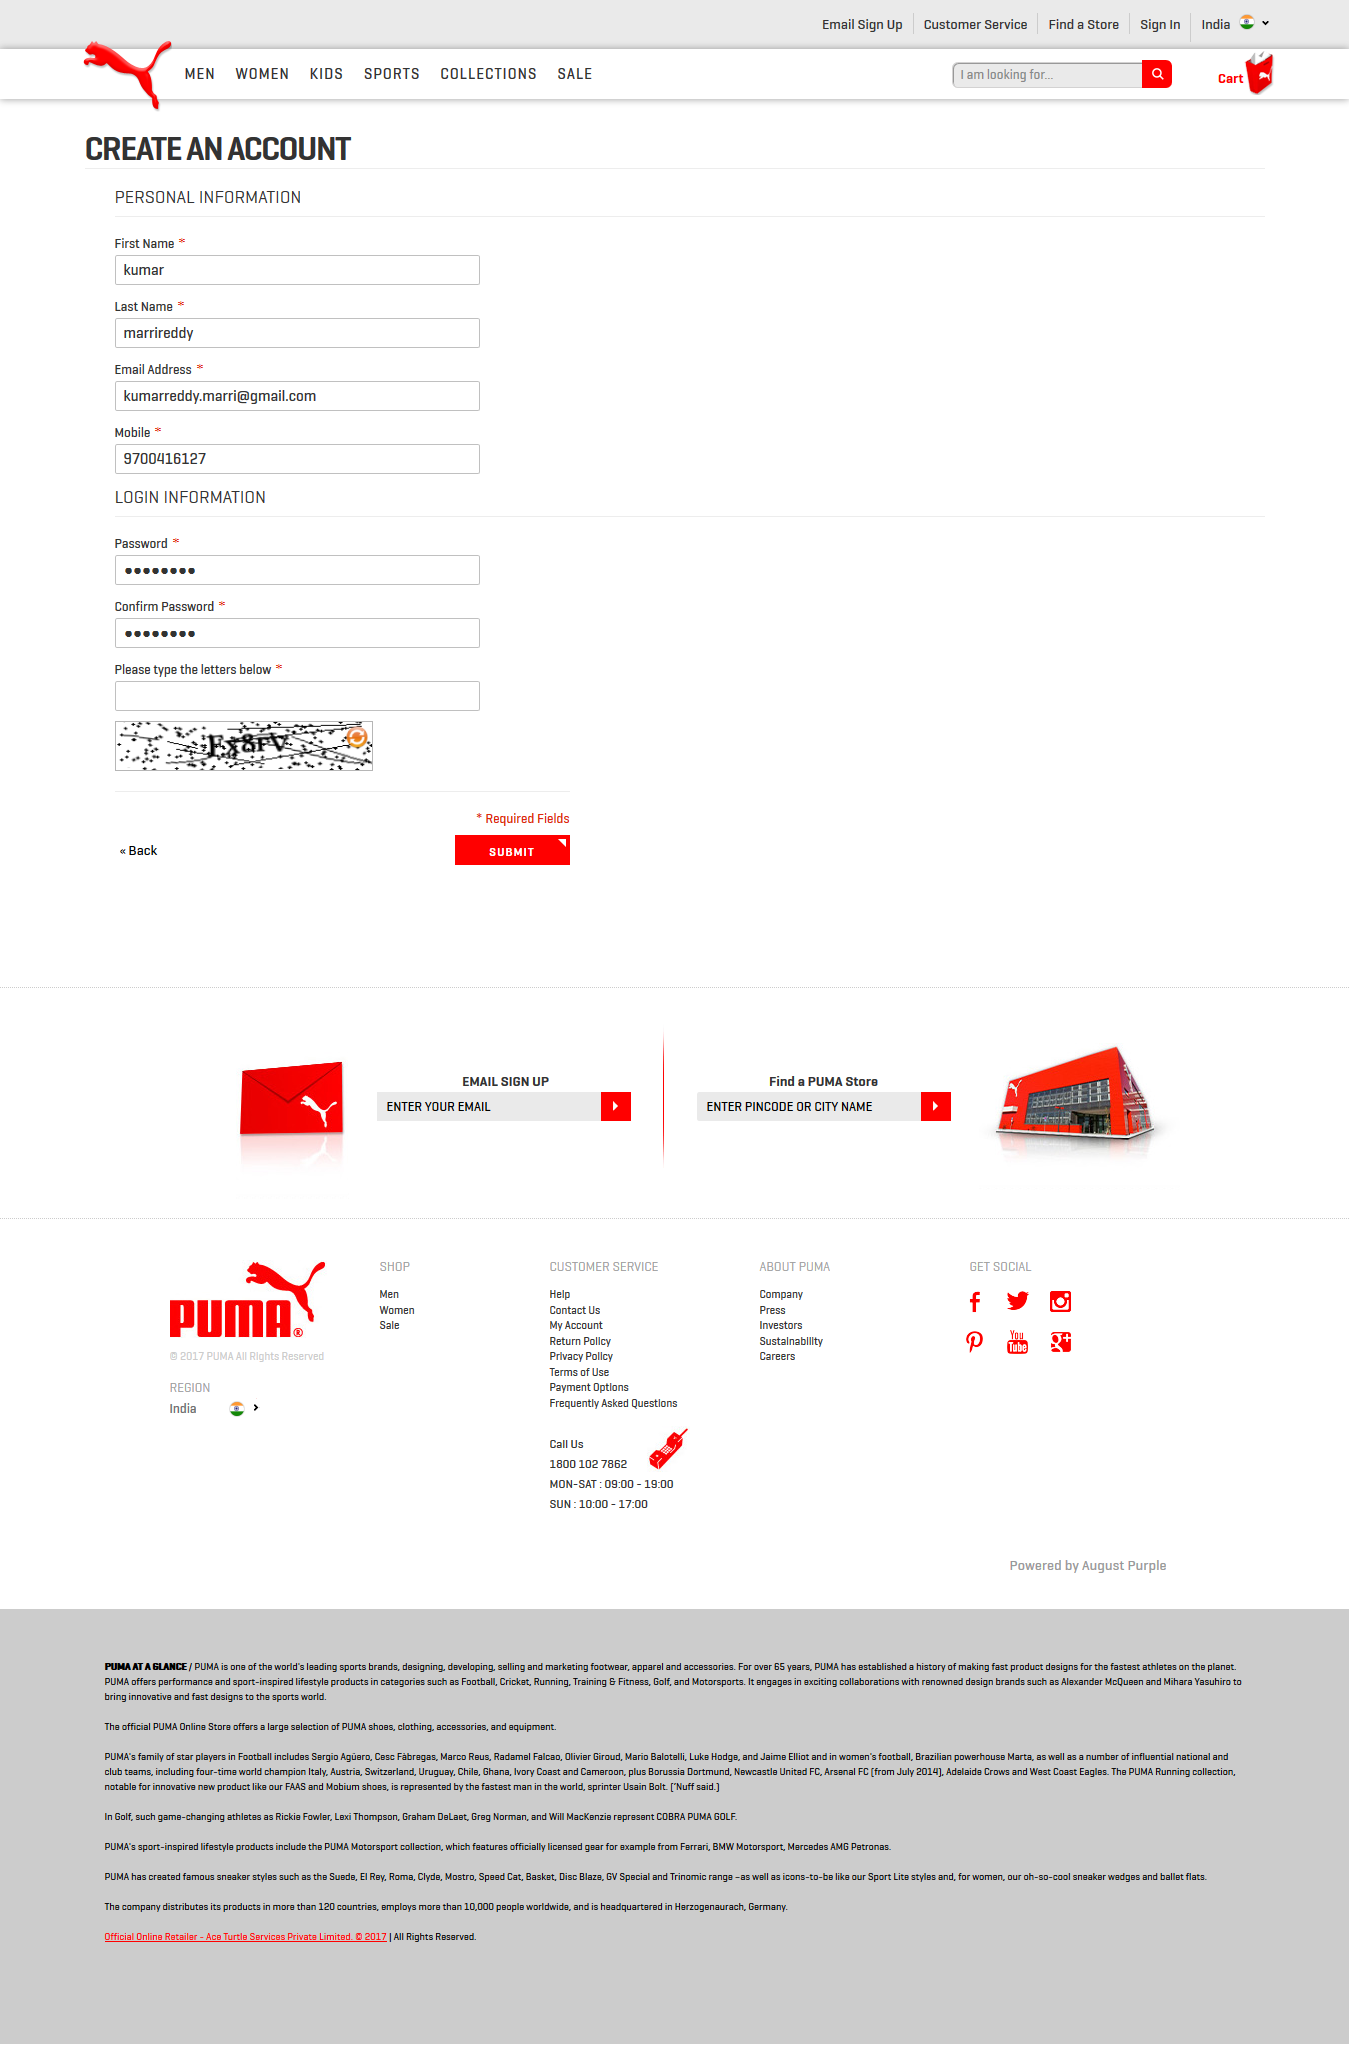 Email Sign Up
Customer Service
Find a Store
Sign In
India
MEN
WOMEN
KIDS
SPORTS
COLLECTIONS
SALE
I am looking for...
Cart
CREATE AN ACCOUNT
PERSONAL INFORMATION
First Name *
kumar
Last Name *
marrireddy
Email Address *
kumarreddy.marri@gmail.com
Mobile *
9700416127
LOGIN INFORMATION
Password *
Confirm Password *
Please type the letters below *
* Required Fields
« Back
SUBMIT
EMAIL SIGN UP
ENTER YOUR EMAIL
Find a PUMA Store
ENTER PINCODE OR CITY NAME
PUMA®
© 2017 PUMA All Rights Reserved
REGION
India
SHOP
Men
Women
Sale
CUSTOMER SERVICE
Help
Contact Us
My Account
Return Policy
Privacy Policy
Terms of Use
Payment Options
Frequently Asked Questions
Call Us
1800 102 7862
MON-SAT : 09:00 - 19:00
SUN : 10:00 - 17:00
ABOUT PUMA
Company
Press
Investors
Sustainability
Careers
GET SOCIAL
You
Tube
Powered by August Purple
PUMA AT A GLANCE / PUMA is one of the world's leading sports brands, designing, developing, selling and marketing footwear, apparel and accessories. For over 65 years, PUMA has established a history of making fast product designs for the fastest athletes on the planet.
PUMA offers performance and sport-inspired lifestyle products in categories such as Football, Cricket, Running, Training & Fitness, Golf, and Motorsports. It engages in exciting collaborations with renowned design brands such as Alexander McQueen and Mihara Yasuhiro to
bring innovative and fast designs to the sports world.
The official PUMA Online Store offers a large selection of PUMA shoes, clothing, accessories, and equipment.
PUMA's family of star players in Football includes Sergio Agüero, Cesc Fàbregas, Marco Reus, Radamel Falcao, Olivier Giroud, Mario Balotelli, Luke Hodge, and Jaime Elliot and in women's football, Brazilian powerhouse Marta, as well as a number of influential national and
club teams, including four-time world champion Italy, Austria, Switzerland, Uruguay, Chile, Ghana, Ivory Coast and Cameroon, plus Borussia Dortmund, Newcastle United FC, Arsenal FC (from July 2014), Adelaide Crows and West Coast Eagles. The PUMA Running collection,
notable for innovative new product like our FAAS and Mobium shoes, is represented by the fastest man in the world, sprinter Usain Bolt. ('Nuff said.)
In Golf, such game-changing athletes as Rickie Fowler, Lexi Thompson, Graham DeLaet, Greg Norman, and Will MacKenzie represent COBRA PUMA GOLF.
PUMA's sport-inspired lifestyle products include the PUMA Motorsport collection, which features officially licensed gear for example from Ferrari, BMW Motorsport, Mercedes AMG Petronas.
PUMA has created famous sneaker styles such as the Suede, El Rey, Roma, Clyde, Mostro, Speed Cat, Basket, Disc Blaze, GV Special and Trinomic range –as well as icons-to-be like our Sport Lite styles and, for women, our oh-so-cool sneaker wedges and ballet flats.
The company distributes its products in more than 120 countries, employs more than 10,000 people worldwide, and is headquartered in Herzogenaurach, Germany.
Official Online Retailer - Ace Turtle Services Private Limited. © 2017 | All Rights Reserved.